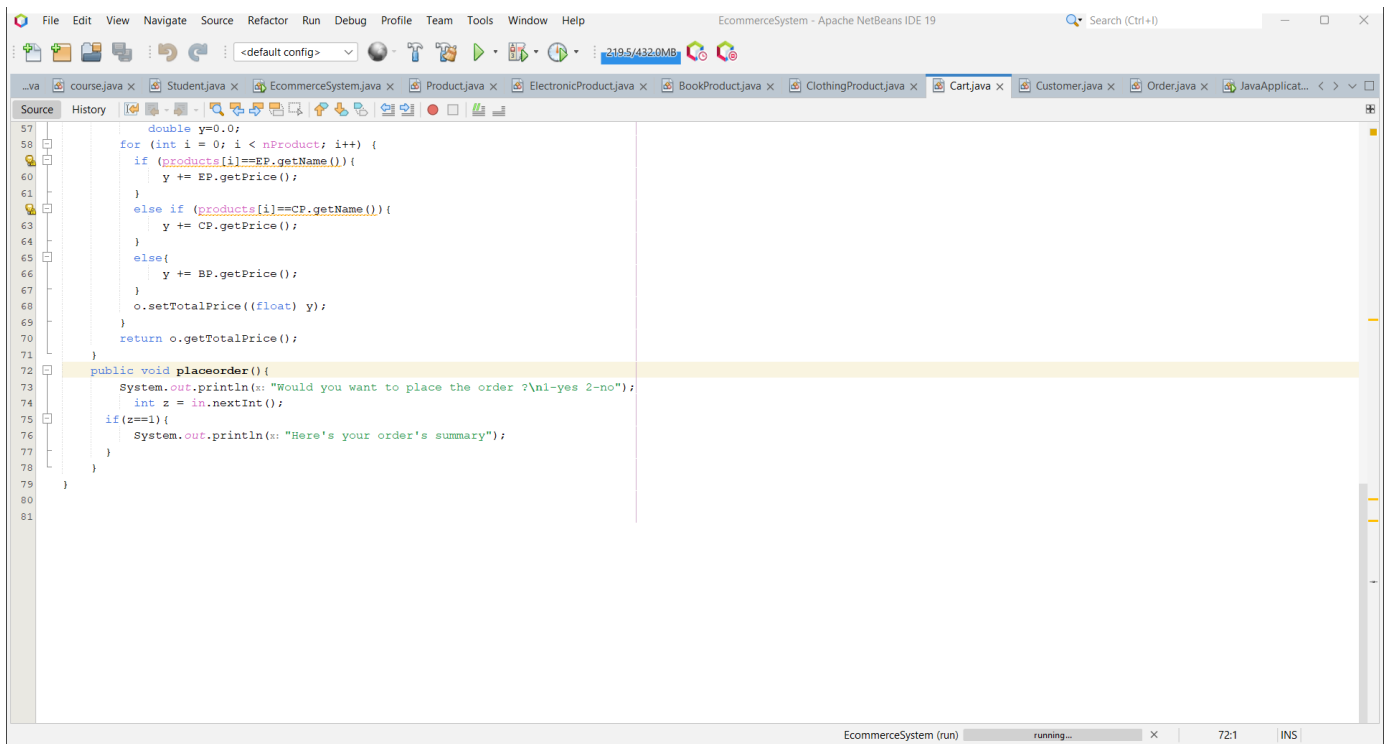 File Edit View Navigate Source Refactor Run Debug Profile Team Tools Window Help EcommerceSystem - Apache NetBeans IDE 19 Search (Ctrl+I)
<default config> 219.5/432.0MB
...va course.java Student.java EcommerceSystem.java Product.java ElectronicProduct.java BookProduct.java ClothingProduct.java Cart.java Customer.java Order.java JavaApplicat...
Source History
57 double y=0.0;
58 for (int i = 0; i < nProduct; i++) {
if (products[i]==EP.getName()){
60 y += EP.getPrice();
61 }
else if (products[i]==CP.getName()){
63 y += CP.getPrice();
64 }
65 else{
66 y += BP.getPrice();
67 }
68 o.setTotalPrice((float) y);
69 }
70 return o.getTotalPrice();
71 }
72 public void placeorder(){
73 System.out.println(x: "Would you want to place the order ?\n1-yes 2-no");
74 int z = in.nextInt();
75 if(z==1){
76 System.out.println(x: "Here's your order's summary");
77 }
78 }
79 }
80
81
EcommerceSystem (run) running... 72:1 INS